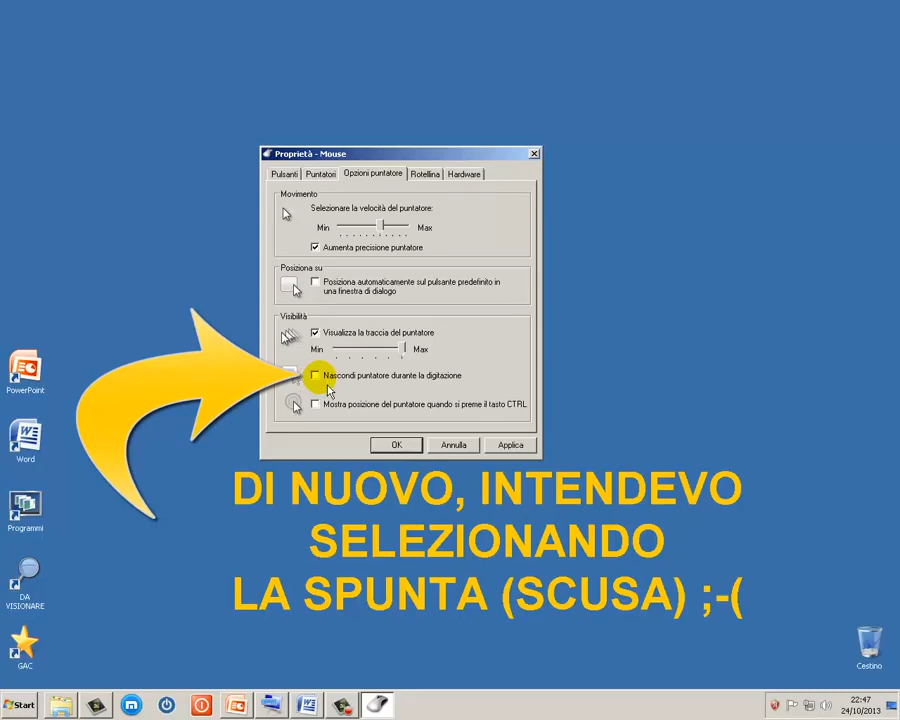 Proprietà - Mouse
Pulsanti
Puntatori
Opzioni puntatore
Rotellina
Hardware
Movimento
Selezionare la velocità del puntatore:
Min
Max
Aumenta precisione puntatore
Posiziona su
Posiziona automaticamente sul pulsante predefinito in
una finestra di dialogo
Visibilità
Visualizza la traccia del puntatore
Min
Max
Nascondi puntatore durante la digitazione
Mostra posizione del puntatore quando si preme il tasto CTRL
OK
Annulla
Applica
DI NUOVO, INTENDEVO
SELEZIONANDO
LA SPUNTA (SCUSA) ;-(
PowerPoint
Word
Programmi
DA
VISIONARE
GAC
Cestino
Start
22:47
24/10/2013